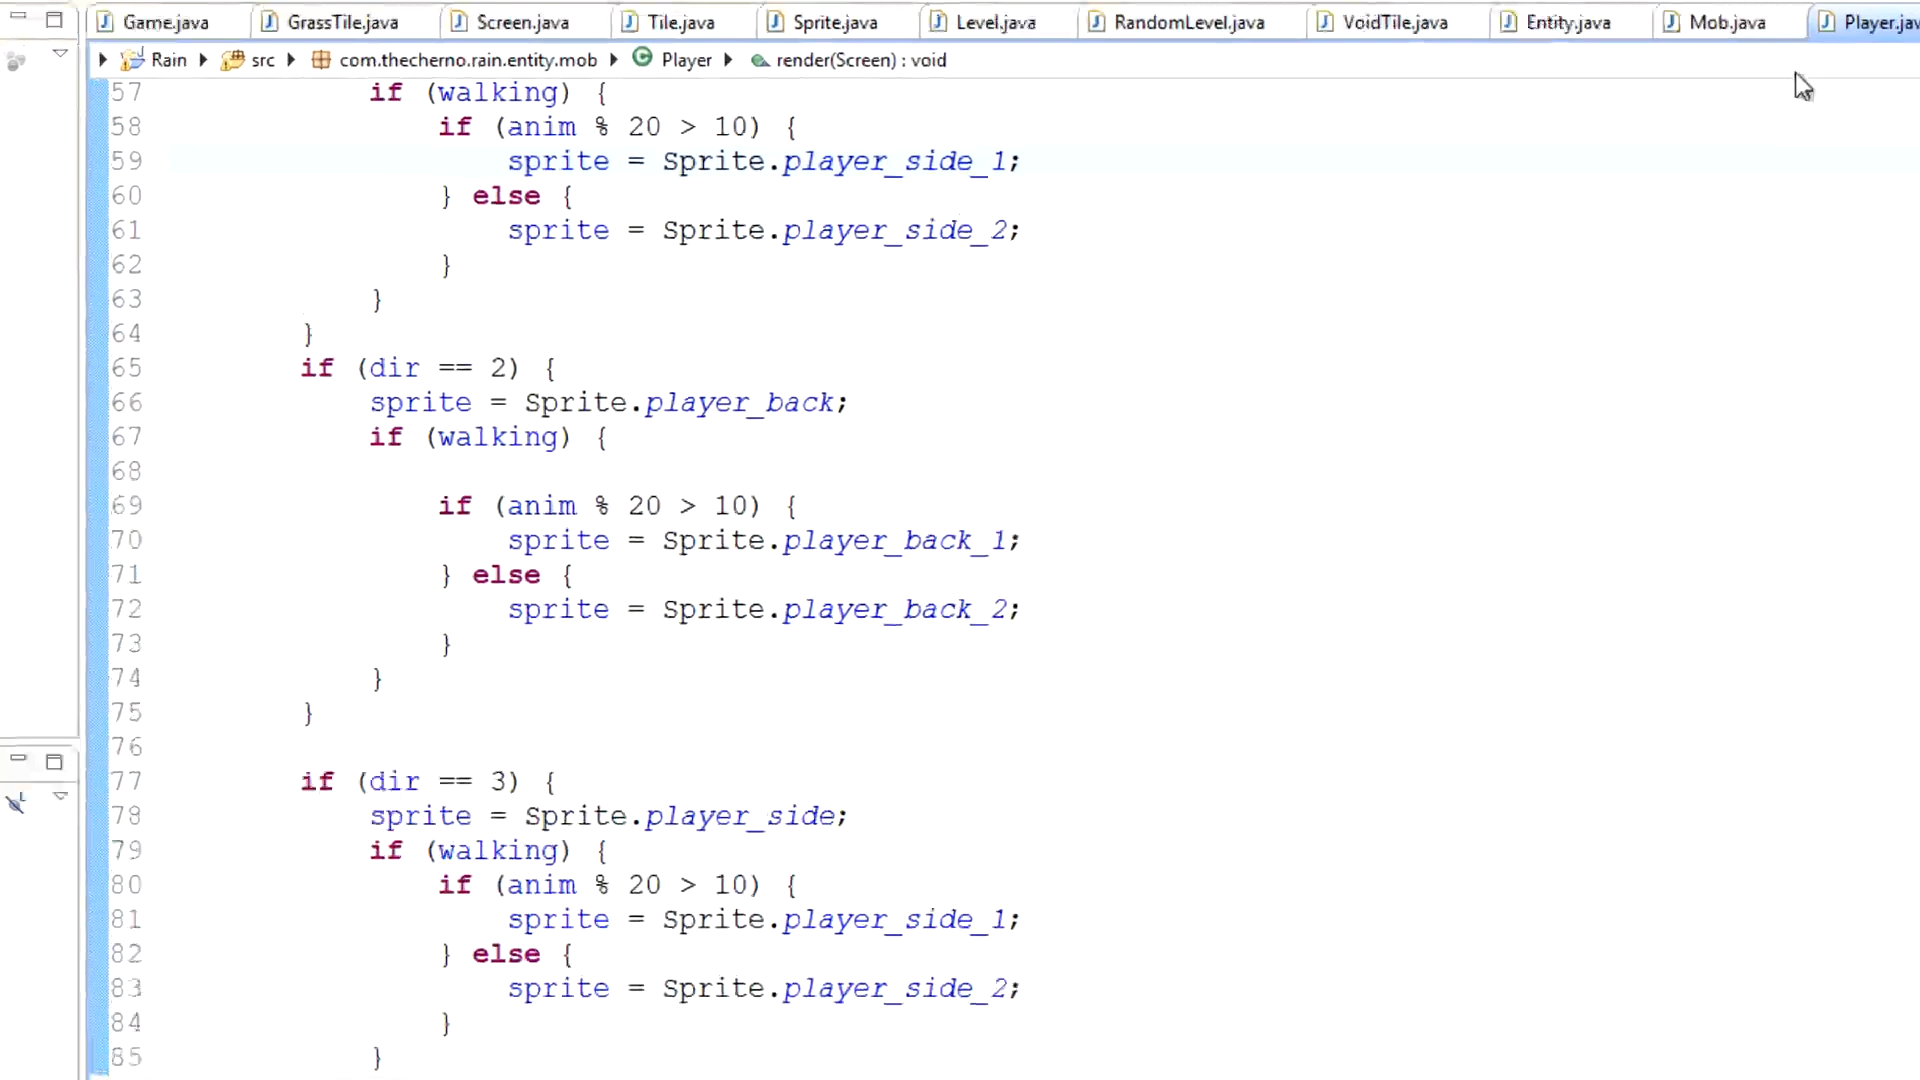 Game.java GrassTile.java Screen.java Tile.java Sprite.java Level.java RandomLevel.java VoidTile.java Entity.java Mob.java Player.jav
Rain src com.thecherno.rain.entity.mob Player render(Screen) : void
57 if (walking) {
58 if (anim % 20 > 10) {
59 sprite = Sprite.player_side_1;
60 } else {
61 sprite = Sprite.player_side_2;
62 }
63 }
64 }
65 if (dir == 2) {
66 sprite = Sprite.player_back;
67 if (walking) {
68
69 if (anim % 20 > 10) {
70 sprite = Sprite.player_back_1;
71 } else {
72 sprite = Sprite.player_back_2;
73 }
74 }
75 }
76
77 if (dir == 3) {
78 sprite = Sprite.player_side;
79 if (walking) {
80 if (anim % 20 > 10) {
81 sprite = Sprite.player_side_1;
82 } else {
83 sprite = Sprite.player_side_2;
84 }
85 }